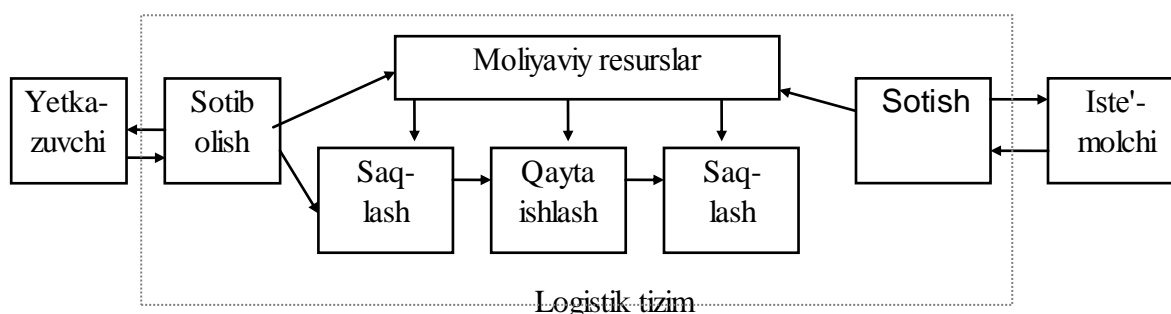 Moliyaviy resurslar
Yetka-
zuvchi
Sotib
olish
Sotish
Iste'-
molchi
Saq-
lash
Qayta
ishlash
Saq-
lash
Logistik tizim